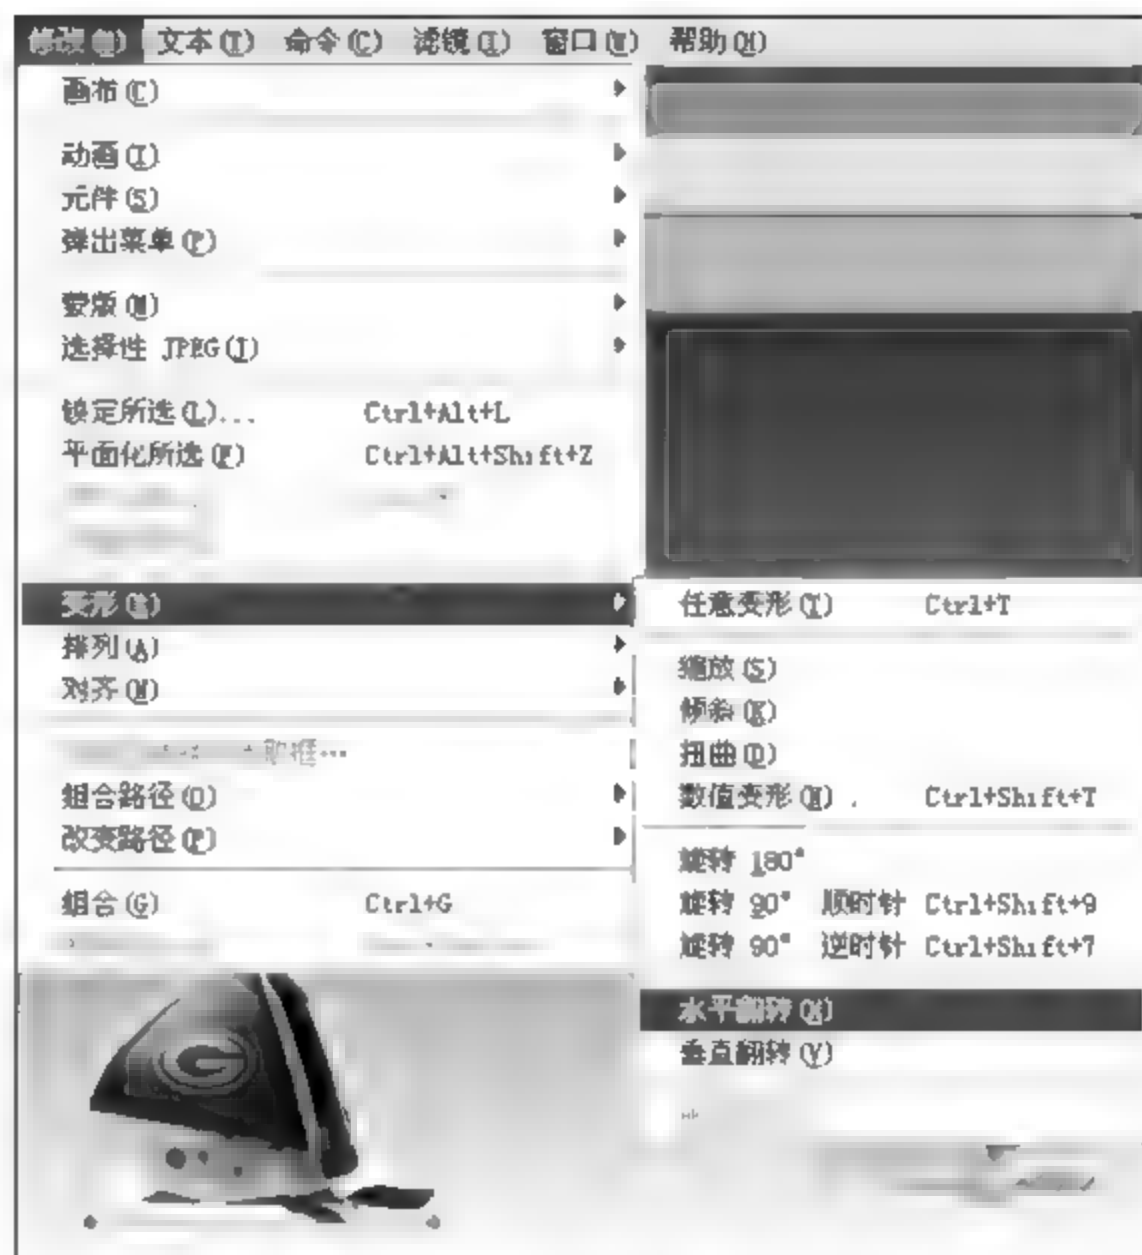 修改(M) 文本(T) 命令(C) 滤镜(I) 窗口(W) 帮助(H)
画布(C)
动画(I)
元件(S)
弹出菜单(P)
蒙版(M)
选择性 JPEG(J)
锁定所选(L)... Ctrl+Alt+L
平面化所选(F) Ctrl+Alt+Shift+Z
变形 任意变形(T) Ctrl+T
排列(A)
对齐(N)
缩放(S)
倾斜(K)
扭曲(D)
取框...
组合路径(O) 数值变形(N). Ctrl+Shift+T
改变路径(P)
旋转 180°
组合(G) Ctrl+G 旋转 90° 顺时针 Ctrl+Shift+9
旋转 90° 逆时针 Ctrl+Shift+7
水平翻转
垂直翻转(V)
G